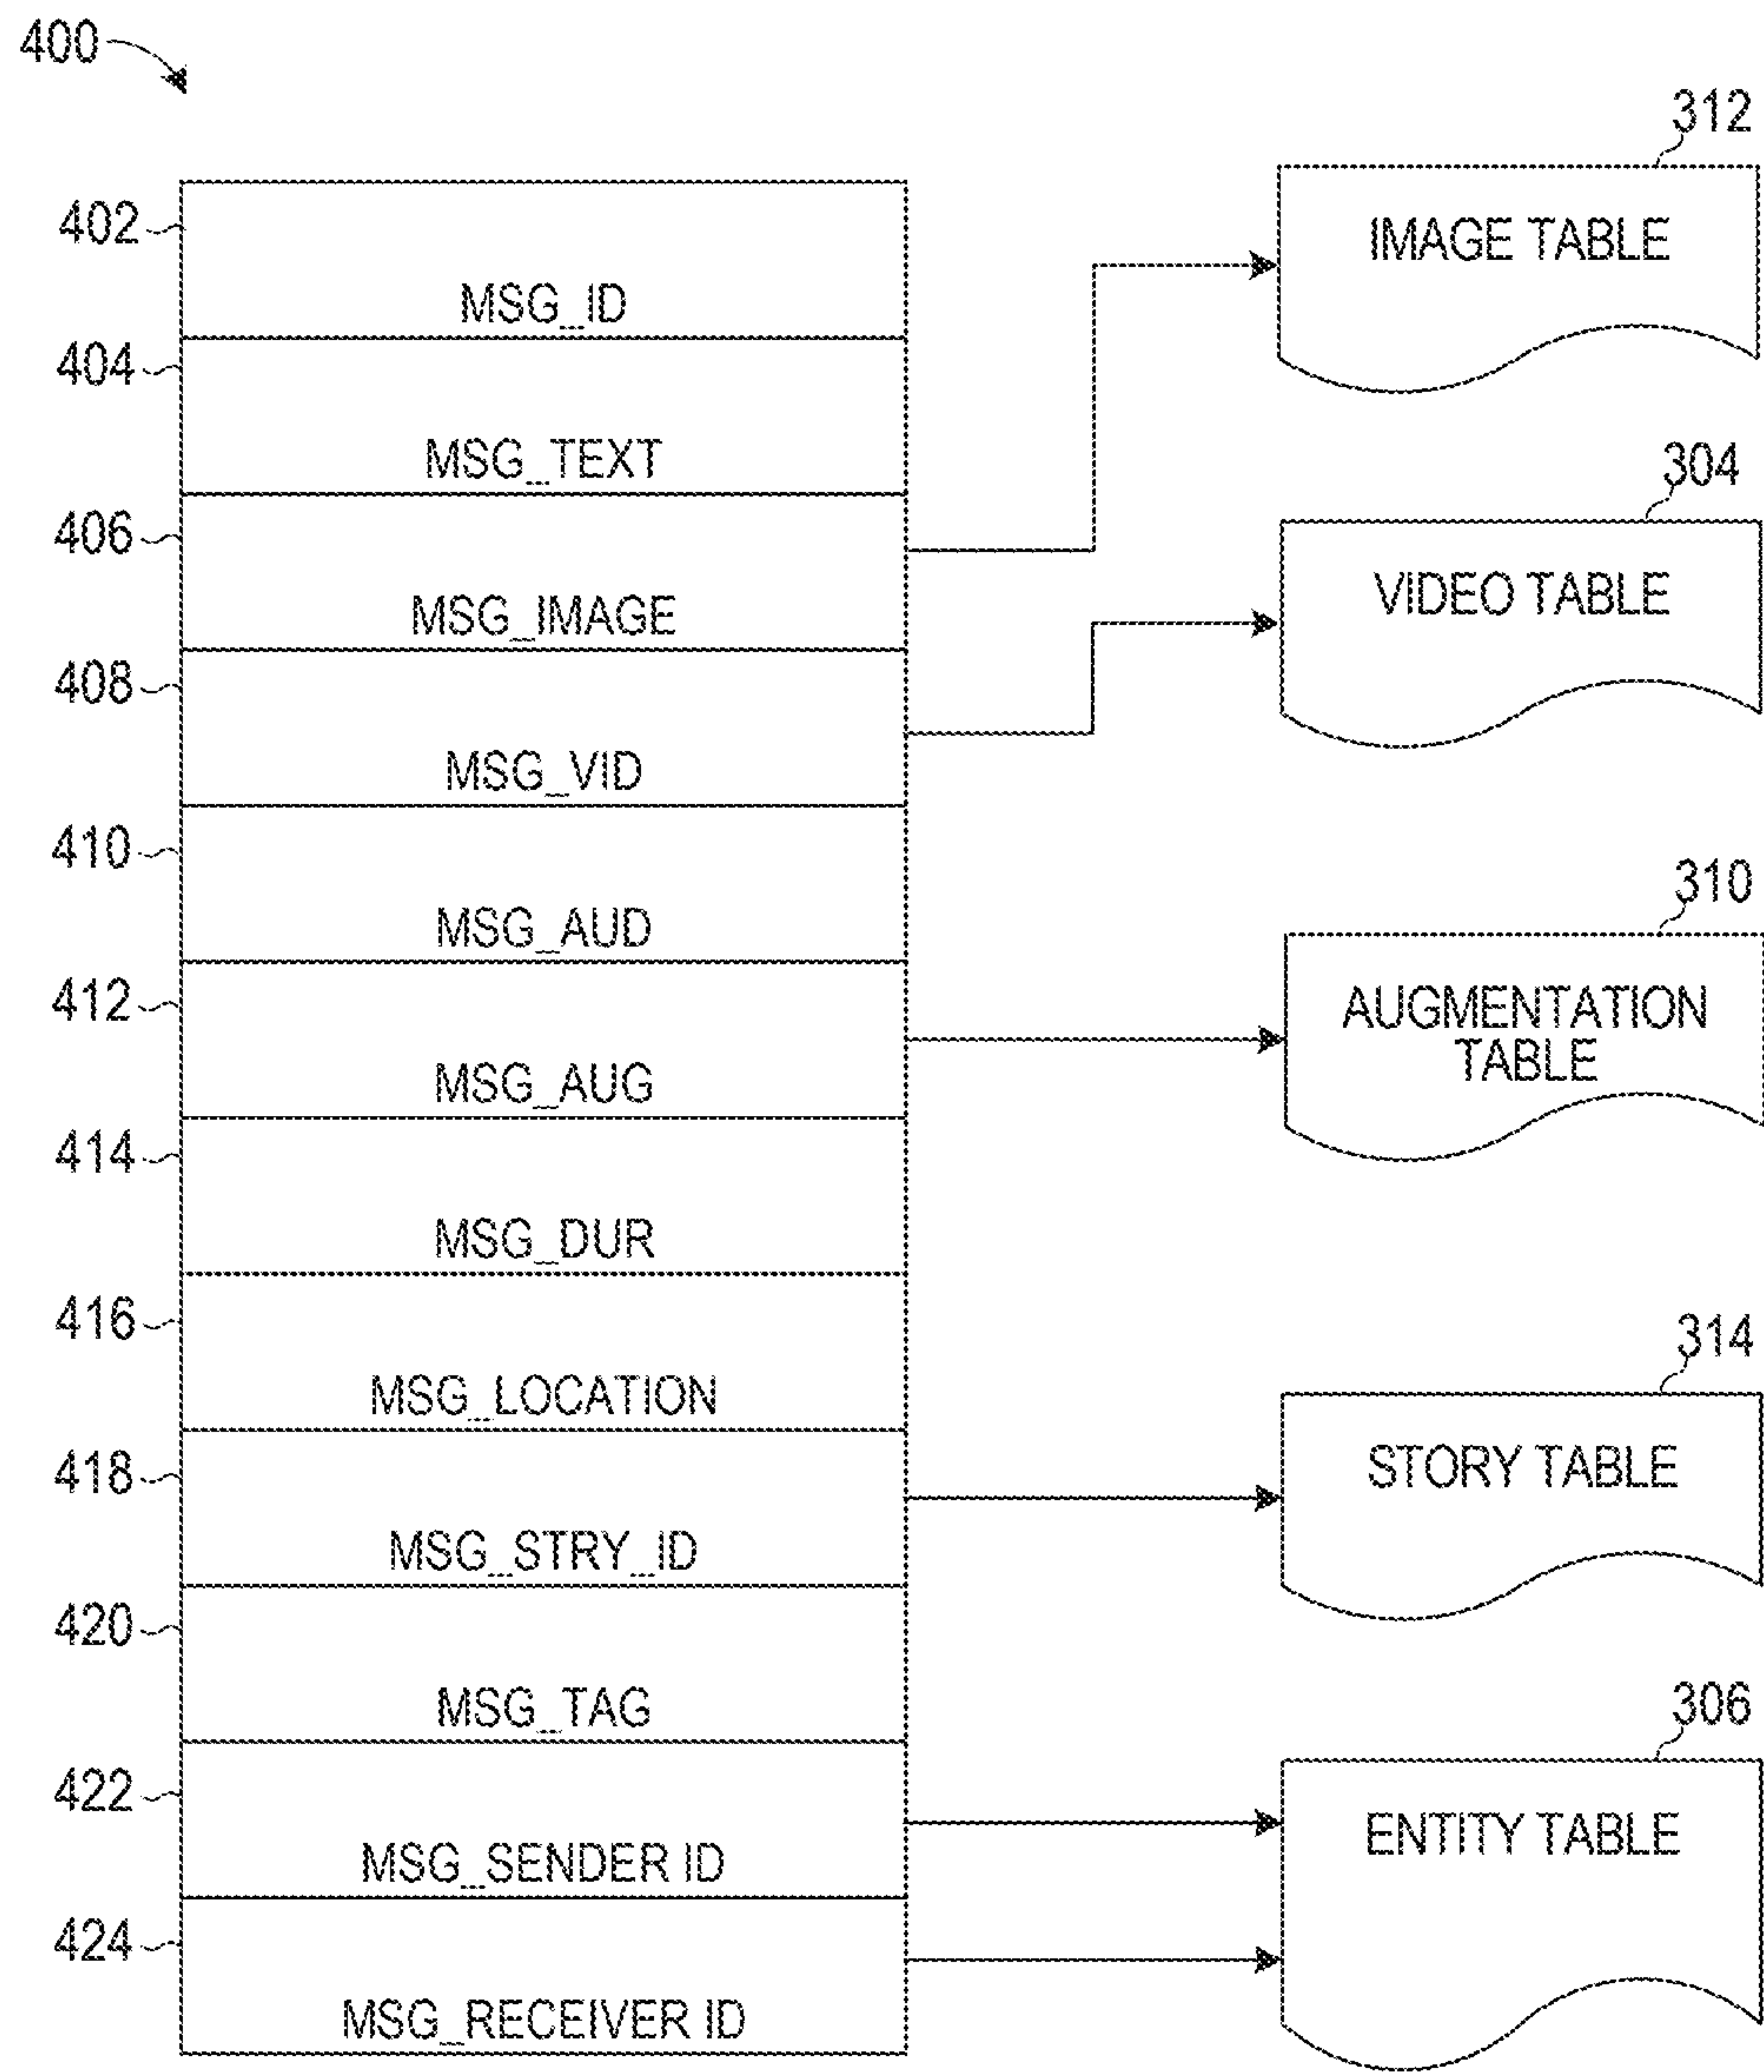 400
402
MSG_ID
404
MSG_TEXT
406
MSG_IMAGE
408
MSG_VID
410
MSG_AUD
412
MSG_AUG
414
MSG_DUR
416
MSG_LOCATION
418
MSG_STRY_ID
420
MSG_TAG
422
MSG_SENDER ID
424
MSG_RECEIVER ID
312
IMAGE TABLE
304
VIDEO TABLE
310
AUGMENTATION
TABLE
314
STORY TABLE
306
ENTITY TABLE